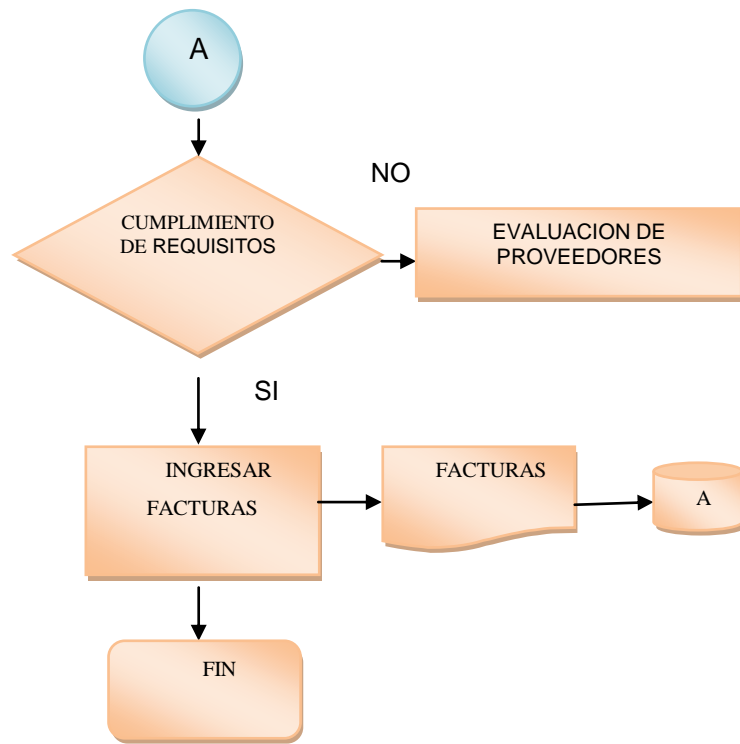 A
NO
CUMPLIMIENTO
DE REQUISITOS
EVALUACION DE
PROVEEDORES
SI
INGRESAR
FACTURAS
FACTURAS
A
FIN